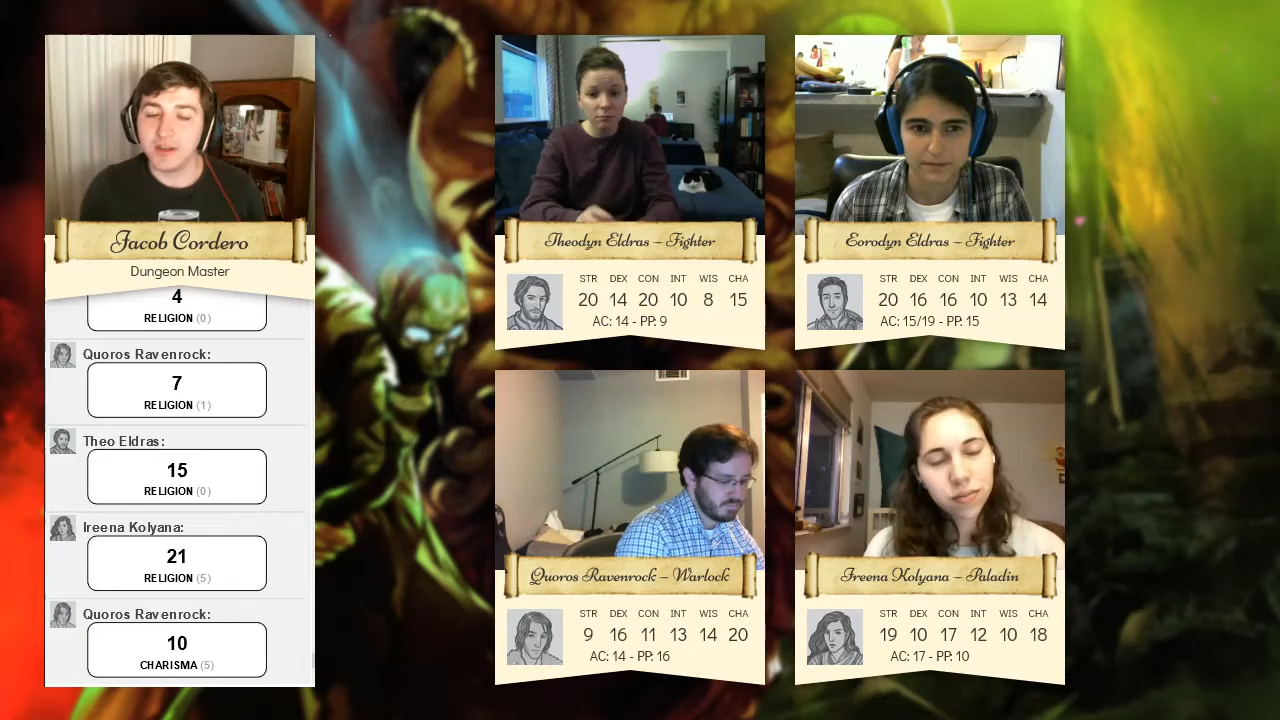 Jacob Cordero
Dungeon Master
4
RELIGION (0)
Quoros Ravenrock:
7
RELIGION (1)
Theo Eldras:
15
RELIGION (0)
Ireena Kolyana:
21
RELIGION (5)
Quoros Ravenrock:
10
CHARISMA (5)
Theodyn Eldras – Fighter
STR DEX CON INT WIS CHA
20 14 20 10 8 15
AC: 14 - PP: 9
Eorodyn Eldras – Fighter
STR DEX CON INT WIS CHA
20 16 16 10 13 14
AC: 15/19 - PP: 15
Quoros Ravenrock – Warlock
STR DEX CON INT WIS CHA
9 16 11 13 14 20
AC: 14 - PP: 16
Ireena Kolyana – Paladin
STR DEX CON INT WIS CHA
19 10 17 12 10 18
AC: 17 - PP: 10